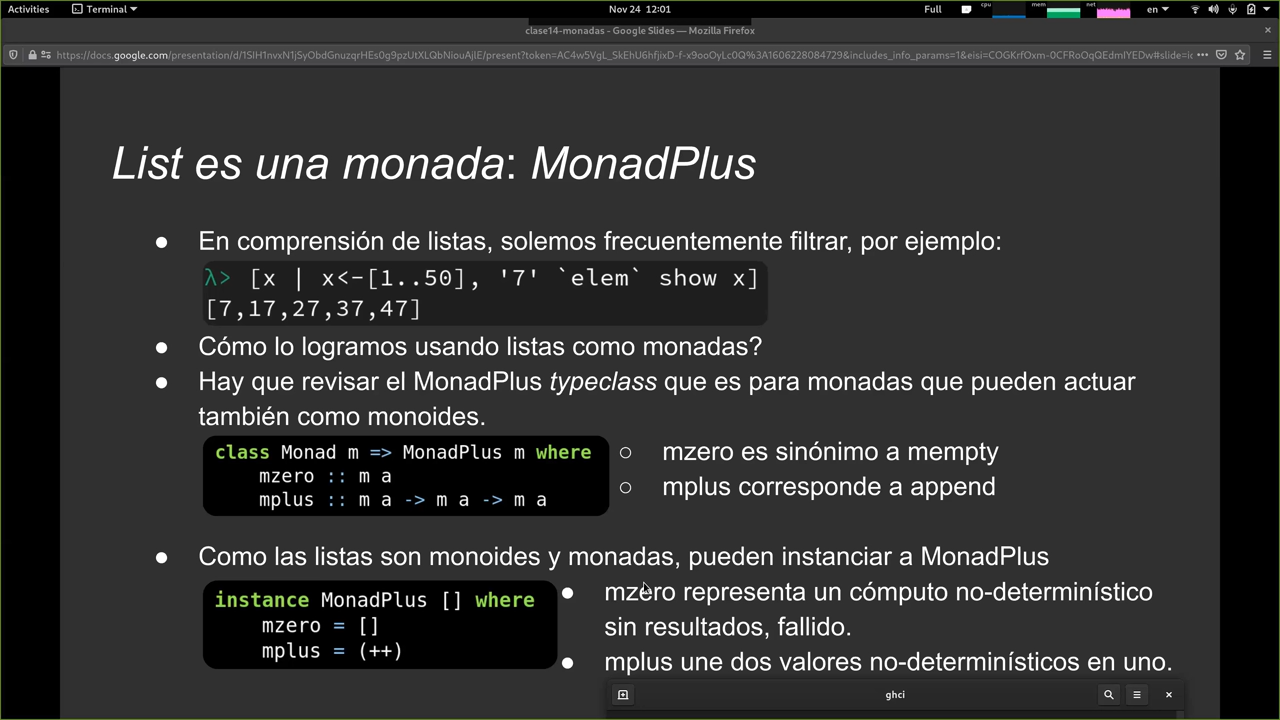 Activities Terminal Nov 24 12:01 Full cpu mem net en
clase14-monadas - Google Slides — Mozilla Firefox
List es una monada: MonadPlus
● En comprensión de listas, solemos frecuentemente filtrar, por ejemplo:
λ> [x | x<-[1..50], '7' `elem` show x]
[7,17,27,37,47]
● Cómo lo logramos usando listas como monadas?
● Hay que revisar el MonadPlus typeclass que es para monadas que pueden actuar
también como monoides.
class Monad m => MonadPlus m where
mzero :: m a
mplus :: m a -> m a -> m a
○ mzero es sinónimo a mempty
○ mplus corresponde a append
● Como las listas son monoides y monadas, pueden instanciar a MonadPlus
instance MonadPlus [] where
mzero = []
mplus = (++)
● mzero representa un cómputo no-determinístico
sin resultados, fallido.
● mplus une dos valores no-determinísticos en uno.
ghci